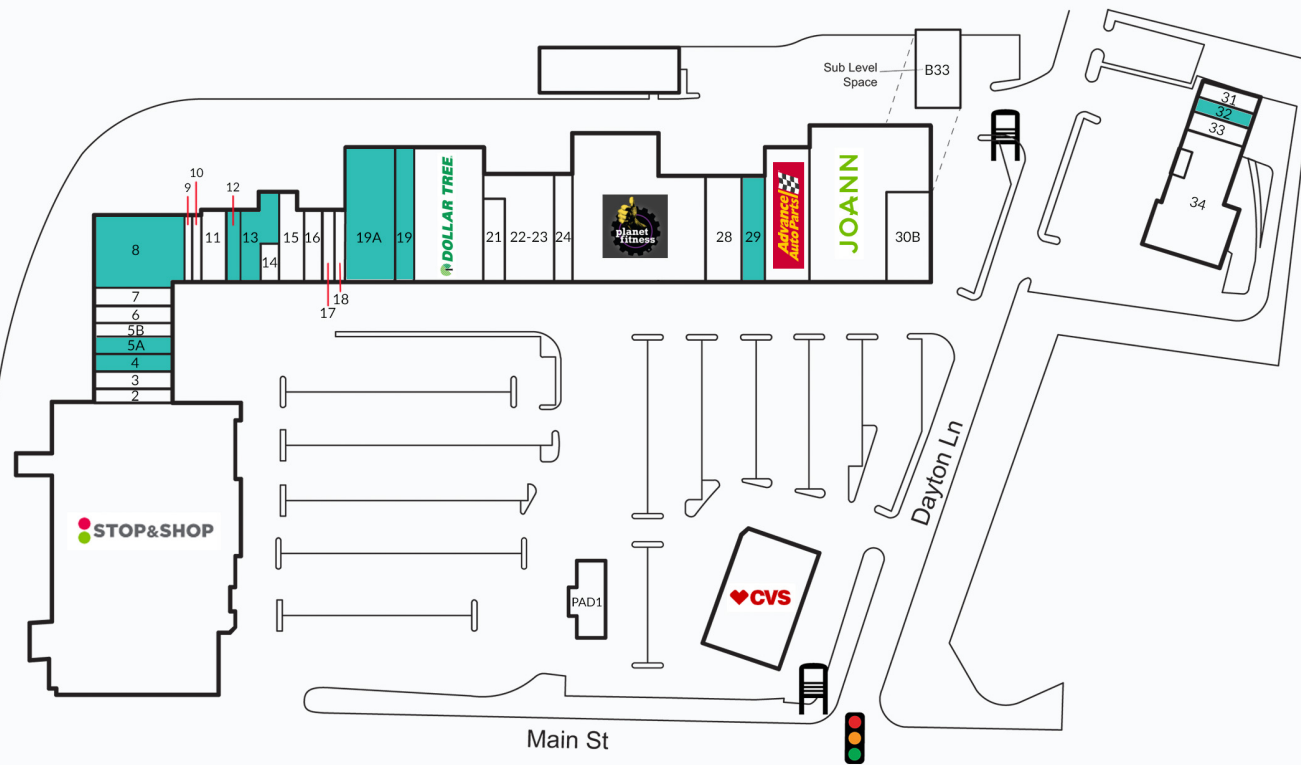 Sub Level
Space
B33
31
32
33
34
10
9
12
8
11
13
14
15
16
17
18
19A
19
DOLLAR TREE
21
22-23
24
planet
fitness
28
29
Advance
Auto Parts
JOANN
30B
7
6
5B
5A
4
3
2
STOP&SHOP
PAD1
CVS
Dayton Ln
Main St